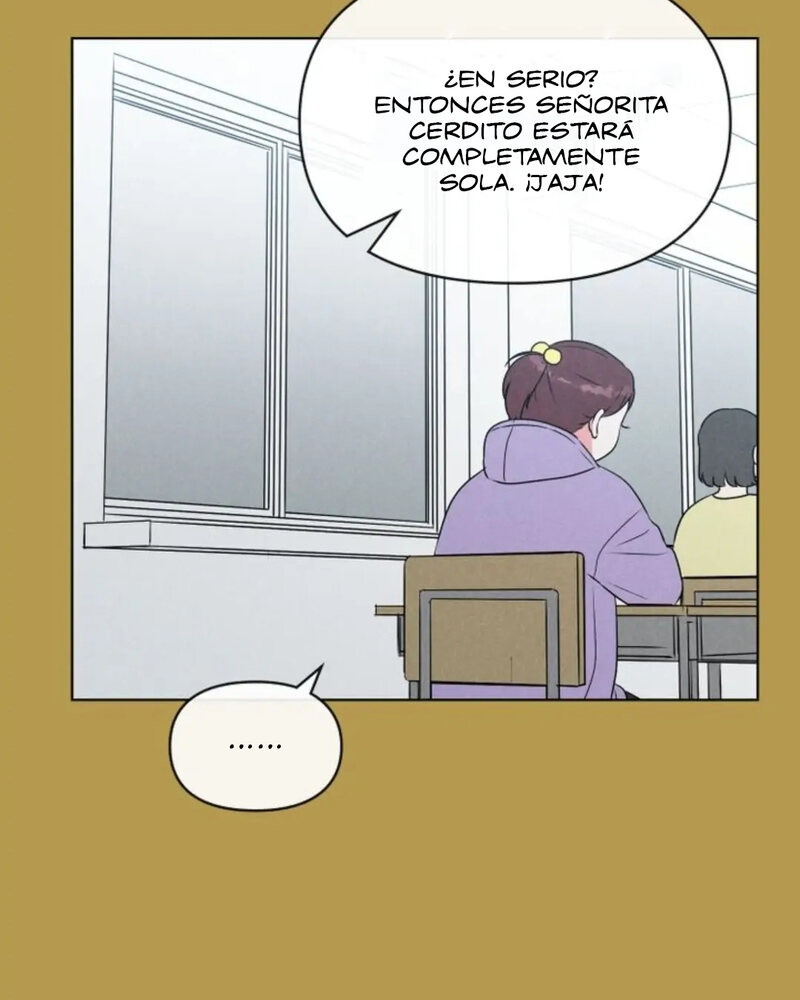 ¿EN SERIO?
ENTONCES SEÑORITA
CERDITO ESTARÁ
COMPLETAMENTE
SOLA. ¡JAJA!
......